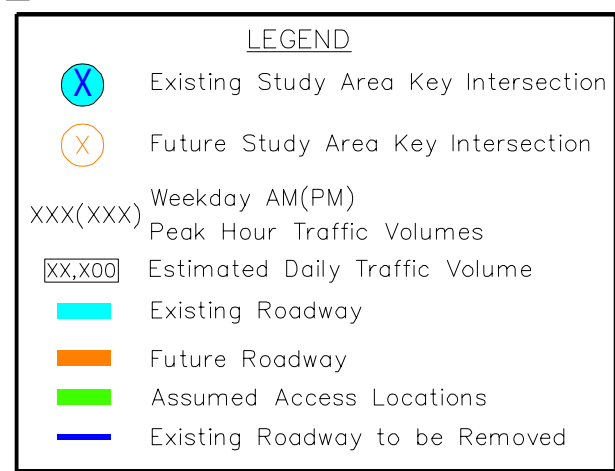 LEGEND
X Existing Study Area Key Intersection
X Future Study Area Key Intersection
XXX(XXX) Weekday AM(PM)
Peak Hour Traffic Volumes
XX,X00 Estimated Daily Traffic Volume
Existing Roadway
Future Roadway
Assumed Access Locations
Existing Roadway to be Removed